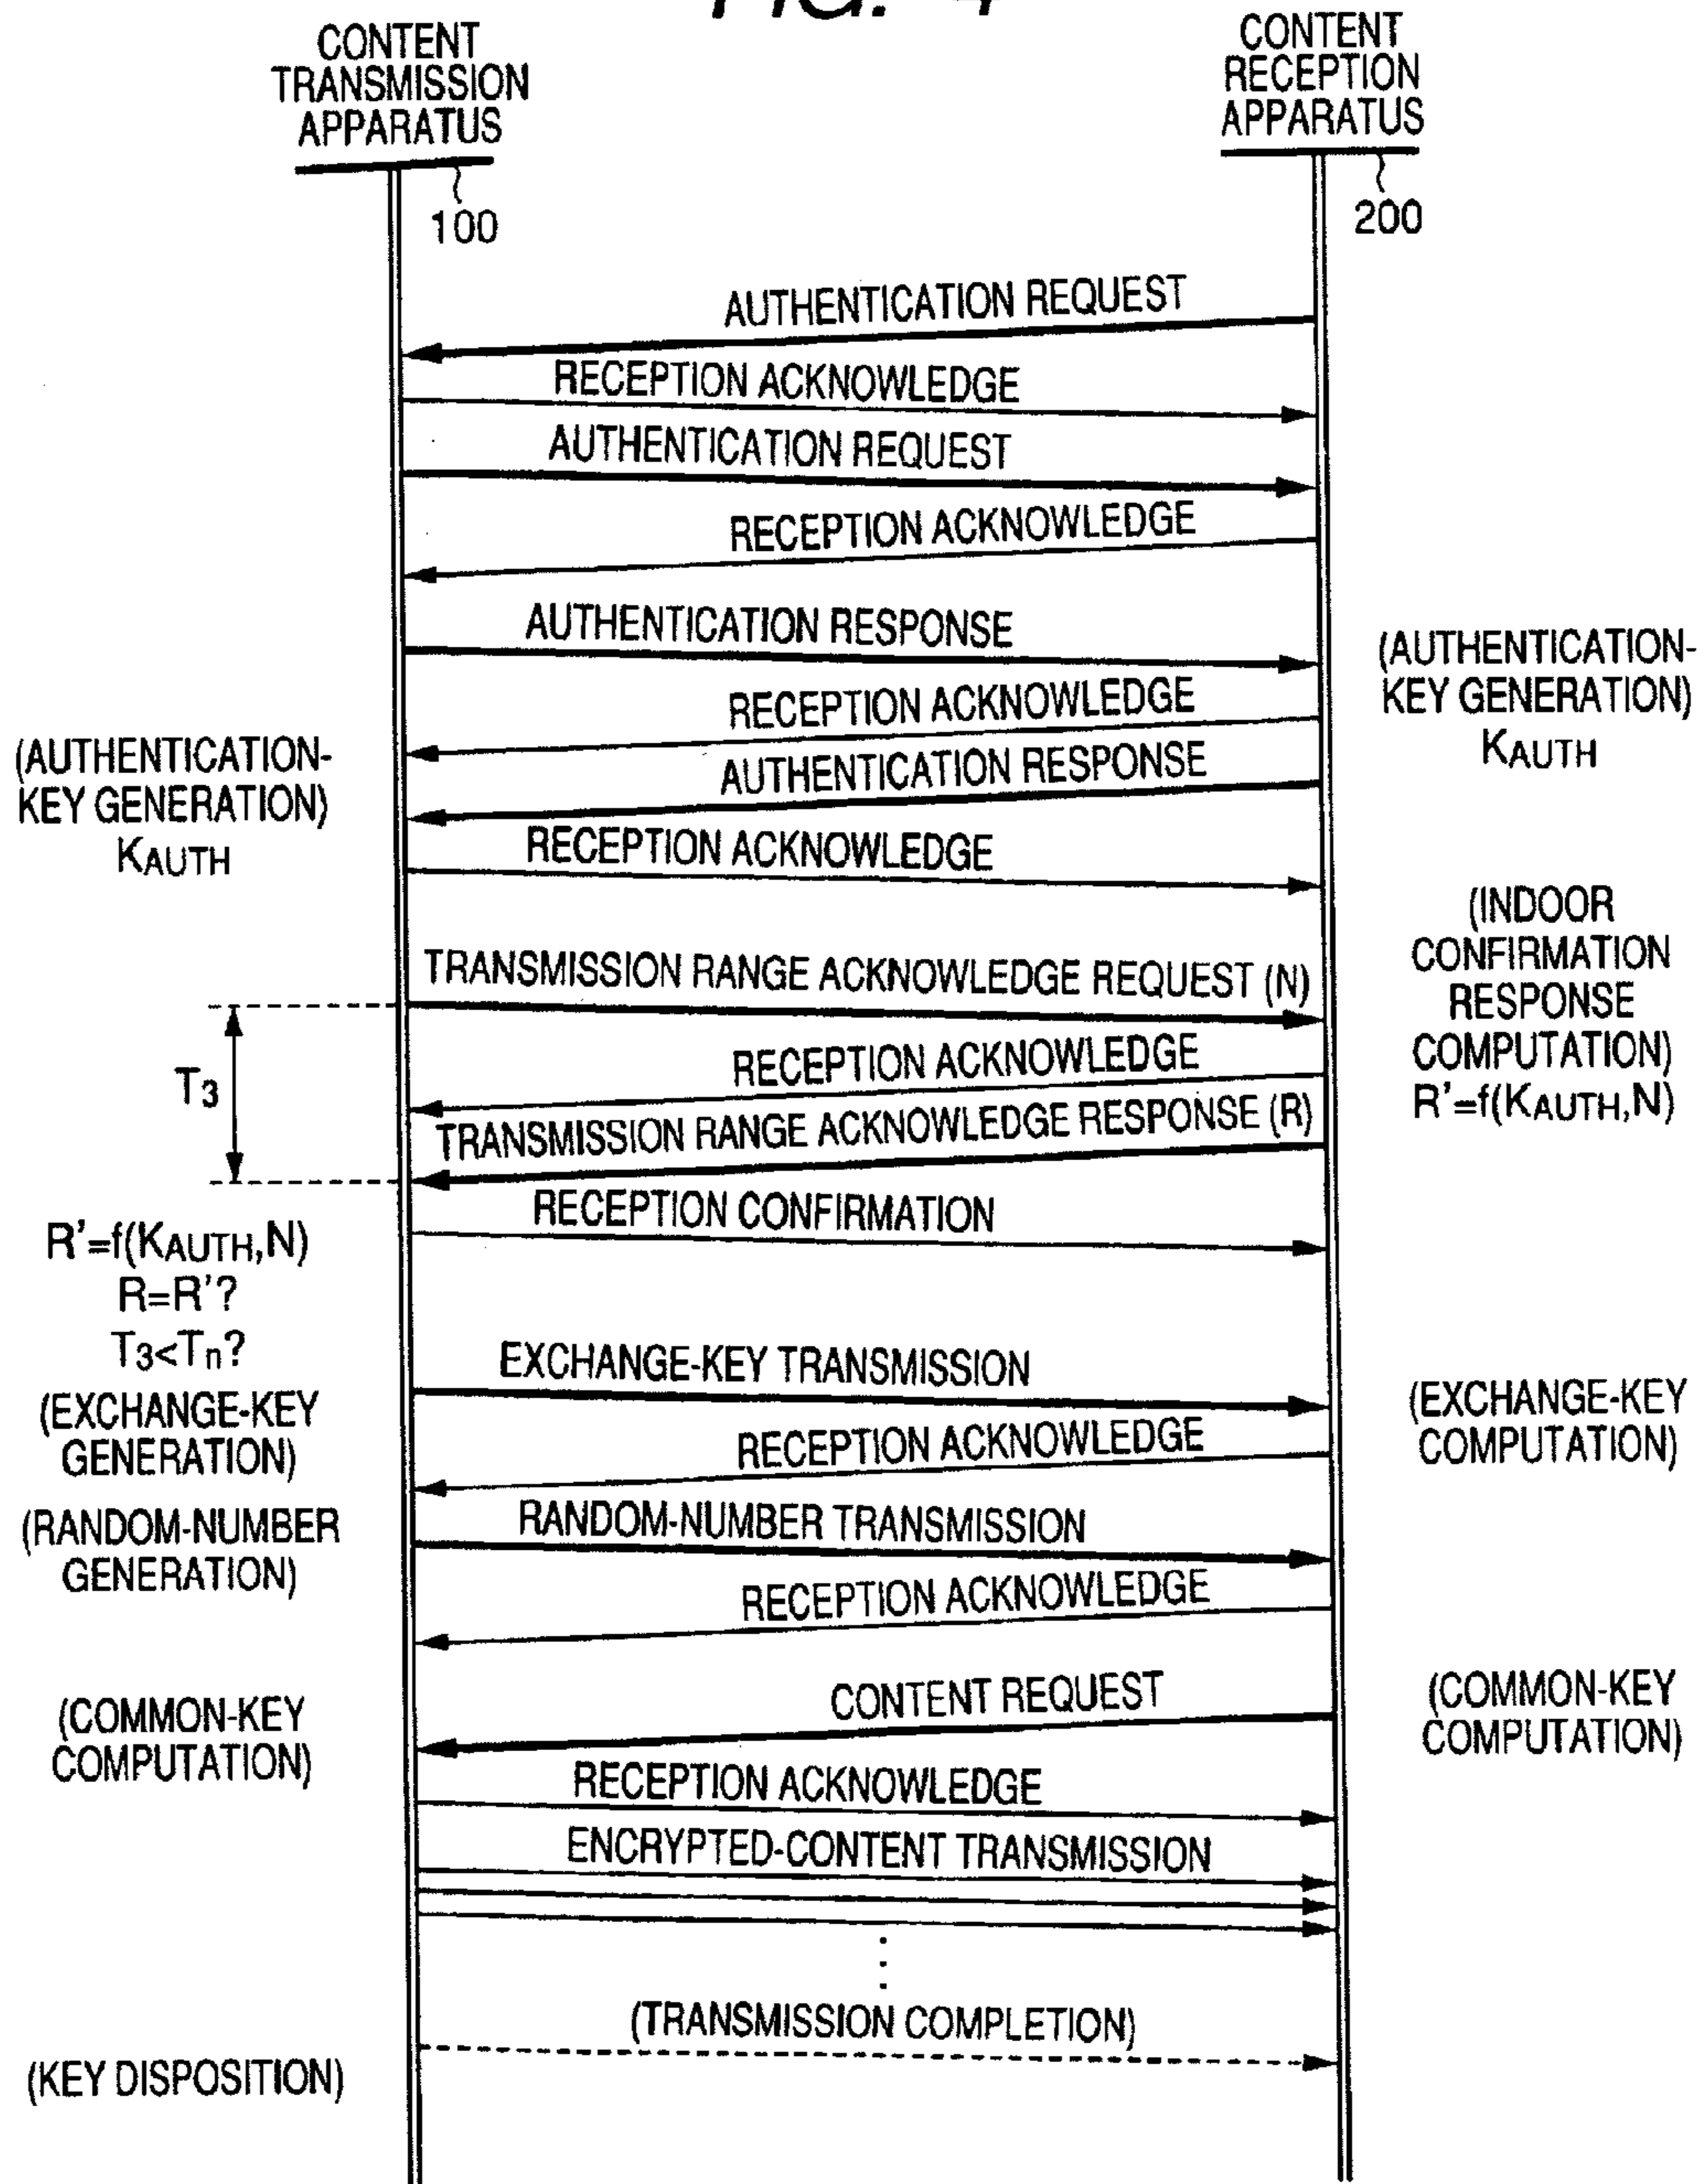 FIG. 4
CONTENT
TRANSMISSION
APPARATUS
100
CONTENT
RECEPTION
APPARATUS
200
AUTHENTICATION REQUEST
RECEPTION ACKNOWLEDGE
AUTHENTICATION REQUEST
RECEPTION ACKNOWLEDGE
AUTHENTICATION RESPONSE
(AUTHENTICATION-
KEY GENERATION)
KAUTH
RECEPTION ACKNOWLEDGE
(AUTHENTICATION-
KEY GENERATION)
KAUTH
AUTHENTICATION RESPONSE
RECEPTION ACKNOWLEDGE
(INDOOR
CONFIRMATION
RESPONSE
COMPUTATION)
R'=f(KAUTH,N)
TRANSMISSION RANGE ACKNOWLEDGE REQUEST (N)
T3
RECEPTION ACKNOWLEDGE
TRANSMISSION RANGE ACKNOWLEDGE RESPONSE (R)
RECEPTION CONFIRMATION
R'=f(KAUTH,N)
R=R'?
T3<Tn?
EXCHANGE-KEY TRANSMISSION
(EXCHANGE-KEY
GENERATION)
(EXCHANGE-KEY
COMPUTATION)
RECEPTION ACKNOWLEDGE
(RANDOM-NUMBER
GENERATION)
RANDOM-NUMBER TRANSMISSION
RECEPTION ACKNOWLEDGE
CONTENT REQUEST
(COMMON-KEY
COMPUTATION)
(COMMON-KEY
COMPUTATION)
RECEPTION ACKNOWLEDGE
ENCRYPTED-CONTENT TRANSMISSION
(TRANSMISSION COMPLETION)
(KEY DISPOSITION)